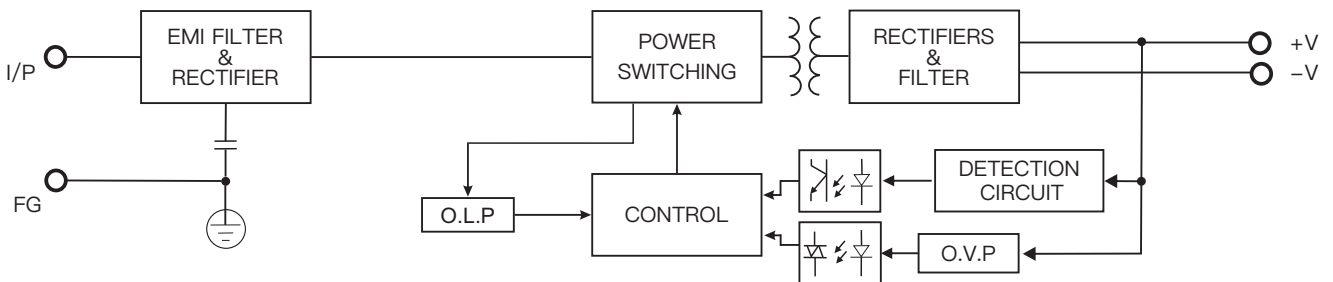 I/P
EMI FILTER
&
RECTIFIER
POWER
SWITCHING
RECTIFIERS
&
FILTER
+V
−V
FG
O.L.P
CONTROL
DETECTION
CIRCUIT
O.V.P